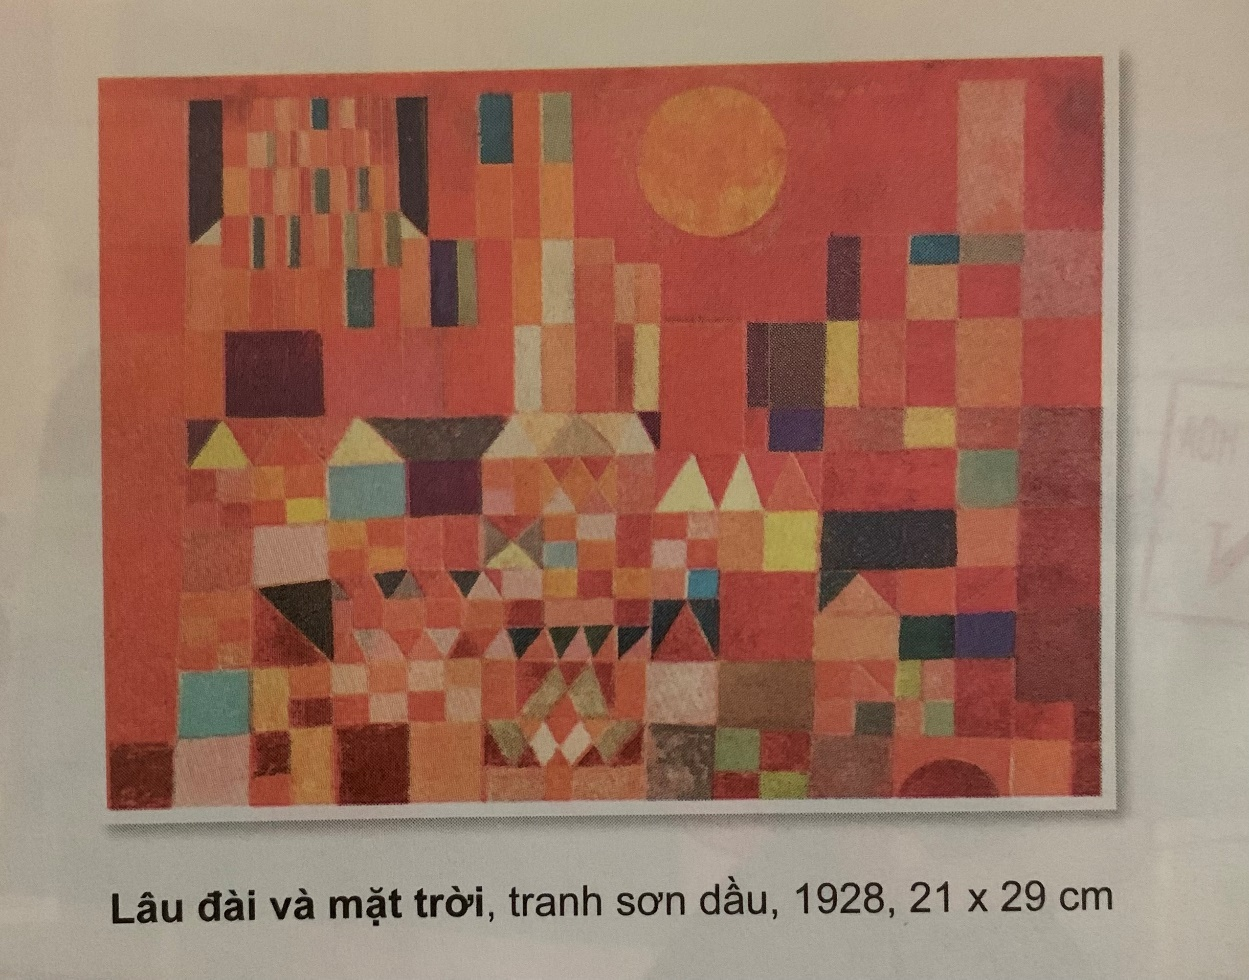 Lâu đài và mặt trời, tranh sơn dầu, 1928, 21 x 29 cm